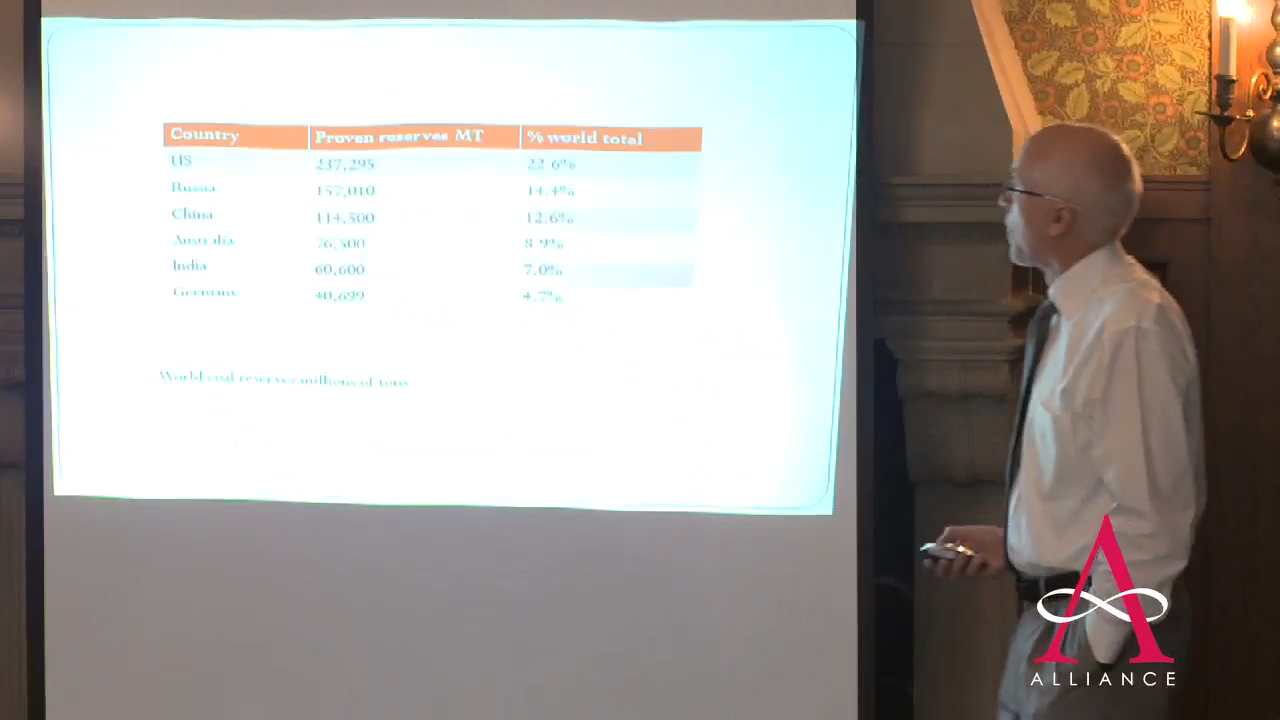 Country Proven reserves MT % world total
US 237,295 22.6%
Russia 157,010 14.4%
China 114,500 12.6%
Australia 76,500 8.9%
India 60,600 7.0%
Germany 40,699 4.7%
World coal reserves millions of tons
ALLIANCE